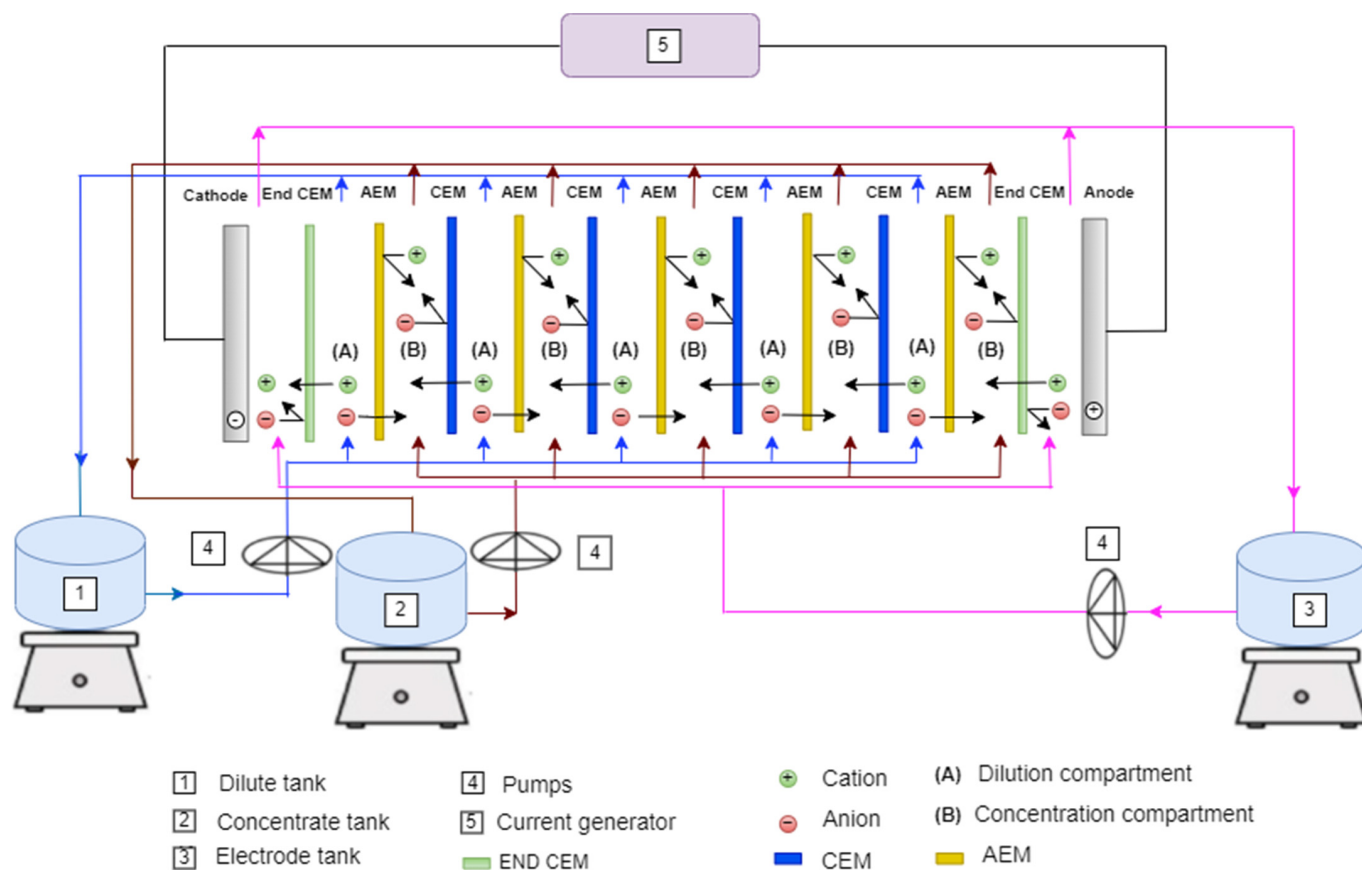 5
Cathode End CEM AEM CEM AEM CEM AEM CEM AEM CEM AEM End CEM Anode
+ + + + +
- - - - -
(A) (B) (A) (B) (A) (B) (A) (B) (A) (B)
+ + + + + + +
- - - - - - - - +
4 4 4
1 2 3
1 Dilute tank
2 Concentrate tank
3 Electrode tank
4 Pumps
5 Current generator
END CEM
+ Cation
- Anion
CEM
(A) Dilution compartment
(B) Concentration compartment
AEM